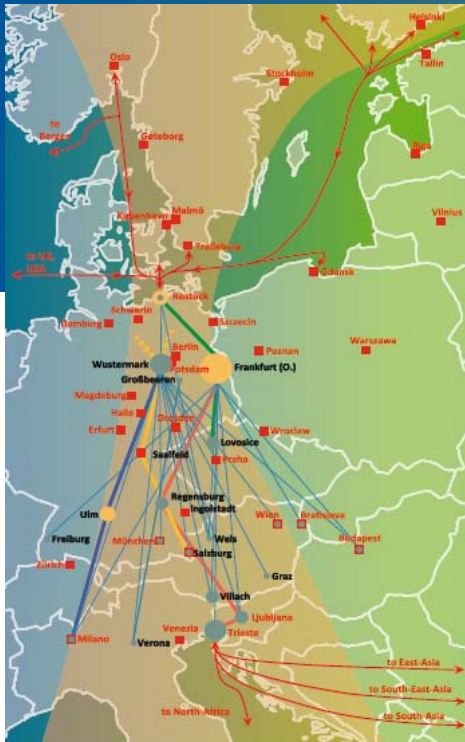 Helsinki
Oslo
Tallin
Stockholm
to
Bergen
Göteborg
Riga
Malmö
Kopenhaven
Vilnius
Trelleborg
to U.K,
USA
Gdansk
Rostock
Schwerin
Hamburg
Szczecin
Berlin
Poznan
Warszawa
Wustermark
Potsdam
Frankfurt (O.)
Großbeeren
Magdeburg
Halle
Dresden
Erfurt
Wroclaw
Lovosice
Saalfeld
Praha
Regensburg
Ingolstadt
Ulm
Wien
Bratislava
Freiburg
München
Wels
Budapest
Salzburg
Zürich
Graz
Villach
Ljubljana
Milano
Verona
Venezia
Trieste
to East-Asia
to South-East-Asia
to North-Africa
to South-Asia